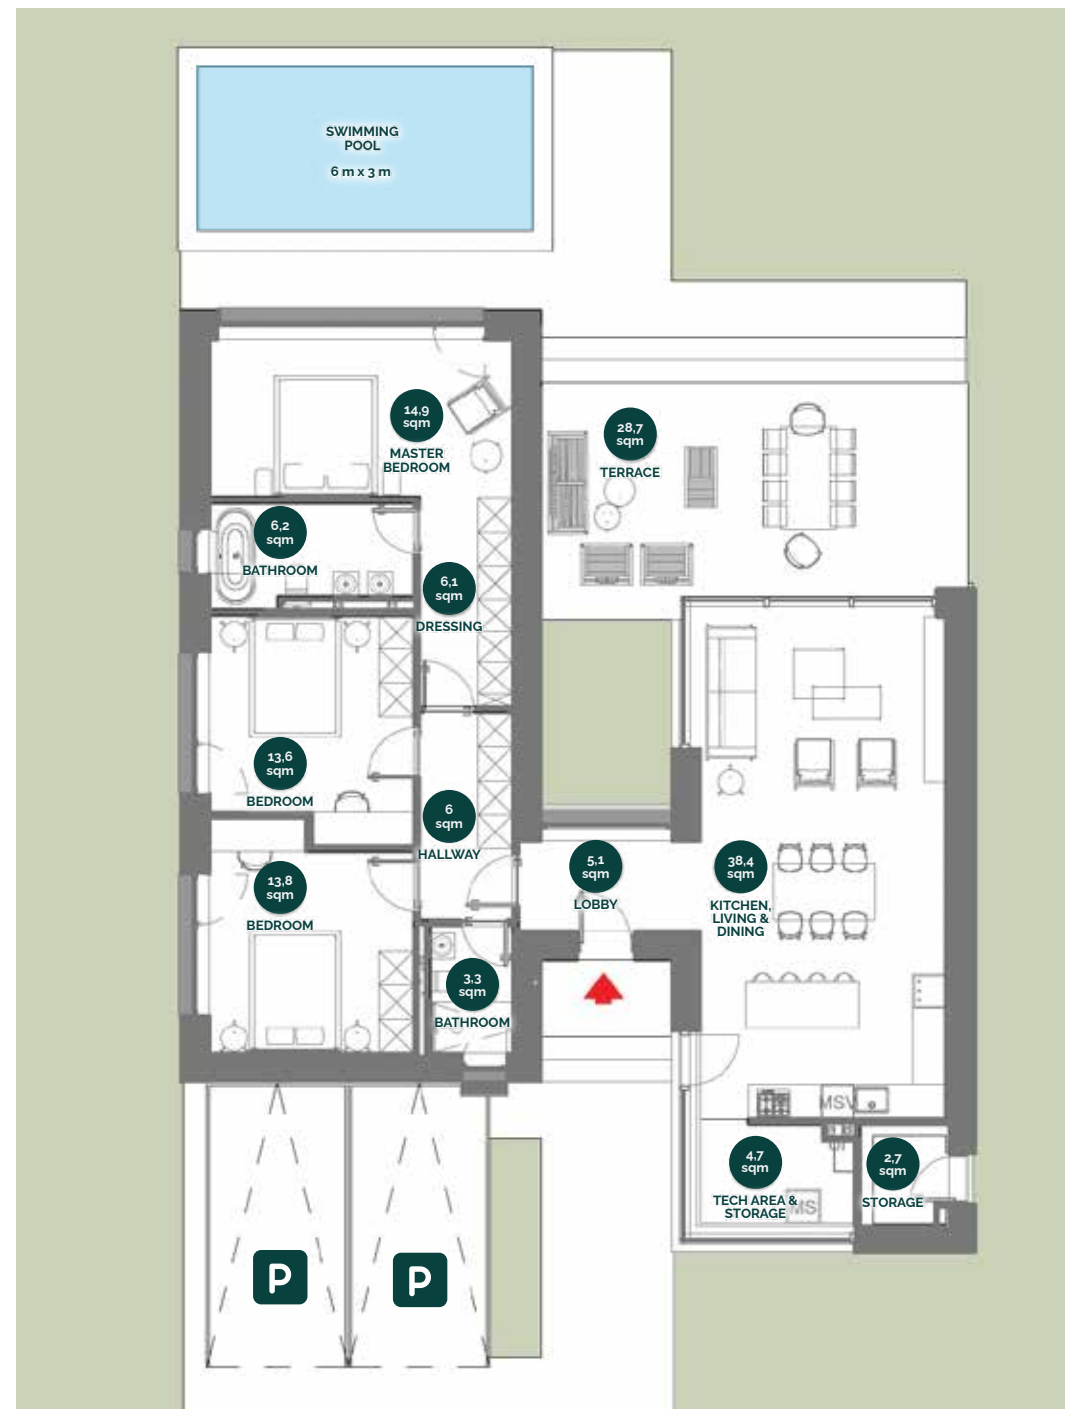 SWIMMING
POOL
6 m x 3 m
14,9
sqm
MASTER
BEDROOM
28,7
sqm
TERRACE
6,2
sqm
BATHROOM
6,1
sqm
DRESSING
13,6
sqm
BEDROOM
6
sqm
HALLWAY
5,1
sqm
LOBBY
38,4
sqm
KITCHEN,
LIVING &
DINING
13,8
sqm
BEDROOM
3,3
sqm
BATHROOM
MSV
4,7
sqm
TECH AREA &
STORAGE
MS
2,7
sqm
STORAGE
P
P